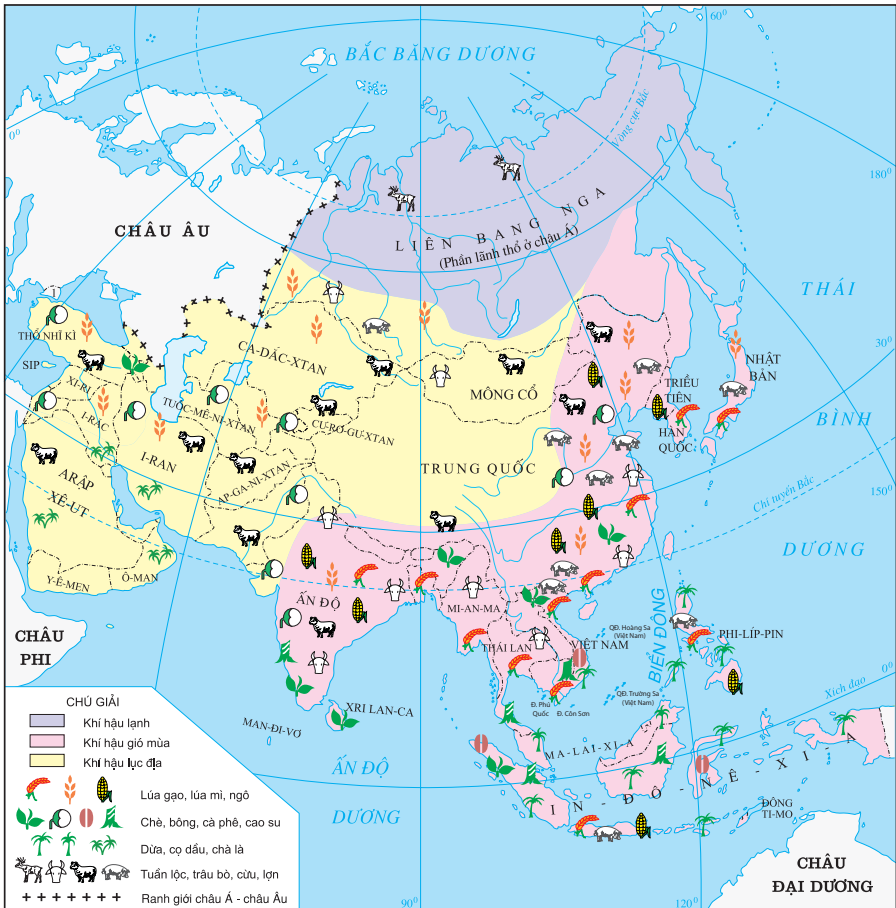 60⁰
BẮC BĂNG DƯƠNG
Vòng cực Bắc
0⁰
180⁰
LIÊN BANG NGA
(Phần lãnh thổ ở châu Á)
CHÂU ÂU
THÁI
THỔ NHĨ KÌ
SIP
XI-RI
I-RẮC
CA-DẮC-XTAN
TUỐC-MÊ-NI-XTAN
CƯ-RƠ-GƯ-XTAN
MÔNG CỔ
TRIỀU TIÊN
NHẬT BẢN
30⁰
HÀN QUỐC
BÌNH
I-RAN
ARẬP
XÊ-UT
AP-GA-NI-XTAN
TRUNG QUỐC
Chí tuyến Bắc
150⁰
DƯƠNG
Y-Ê-MEN
Ô-MAN
ẤN ĐỘ
MI-AN-MA
THÁI LAN
VIỆT NAM
QĐ. Hoàng Sa
(Việt Nam)
BIỂN ĐÔNG
PHI-LÍP-PIN
CHÂU
PHI
QĐ. Trường Sa
(Việt Nam)
Đ. Phú
Quốc
Đ. Côn Sơn
0⁰
Xích đạo
XRI LAN-CA
MAN-ĐI-VƠ
MA-LAI-XI-A
ẤN ĐỘ
DƯƠNG
IN-ĐÔ-NÊ-XI-A
ĐÔNG
TI-MO
CHÂU
ĐẠI DƯƠNG
90⁰
120⁰
CHÚ GIẢI
Khí hậu lạnh
Khí hậu gió mùa
Khí hậu lục địa
Lúa gạo, lúa mì, ngô
Chè, bông, cà phê, cao su
Dừa, cọ dầu, chà là
Tuần lộc, trâu bò, cừu, lợn
Ranh giới châu Á - châu Âu